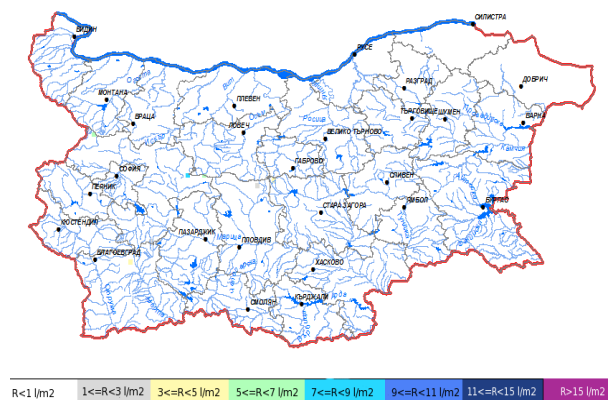 СИЛИСТРА
ВИДИН
РУСЕ
ДОБРИЧ
РАЗГРАД
МОНТАНА
ПЛЕВЕН
ВРАЦА
ТЪРГОВИЩЕ
ШУМЕН
ВАРНА
Росица
ЛОВЕЧ
ВЕЛИКО ТЪРНОВО
ГАБРОВО
СОФИЯ
СЛИВЕН
ПЕРНИК
СТАРА ЗАГОРА
ЯМБОЛ
БУРГАС
КЮСТЕНДИЛ
ПАЗАРДЖИК
Марица
ПЛОВДИВ
БЛАГОЕВГРАД
ХАСКОВО
СМОЛЯН
КЪРДЖАЛИ
R<1 l/m2
1<=R<3 l/m2
3<=R<5 l/m2
5<=R<7 l/m2
7<=R<9 l/m2
9<=R<11 l/m2
11<=R<15 l/m2
R>15 l/m2